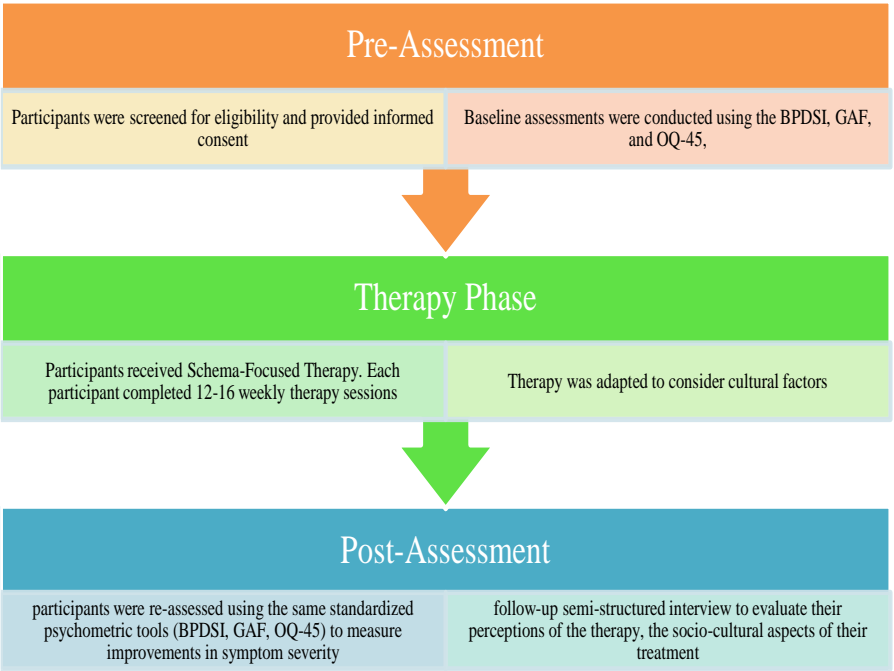 Pre-Assessment
Participants were screened for eligibility and provided informed
consent
Baseline assessments were conducted using the BPDSI, GAF,
and OQ-45,
Therapy Phase
Participants received Schema-Focused Therapy. Each
participant completed 12-16 weekly therapy sessions
Therapy was adapted to consider cultural factors
Post-Assessment
participants were re-assessed using the same standardized
psychometric tools (BPDSI, GAF, OQ-45) to measure
improvements in symptom severity
follow-up semi-structured interview to evaluate their
perceptions of the therapy, the socio-cultural aspects of their
treatment